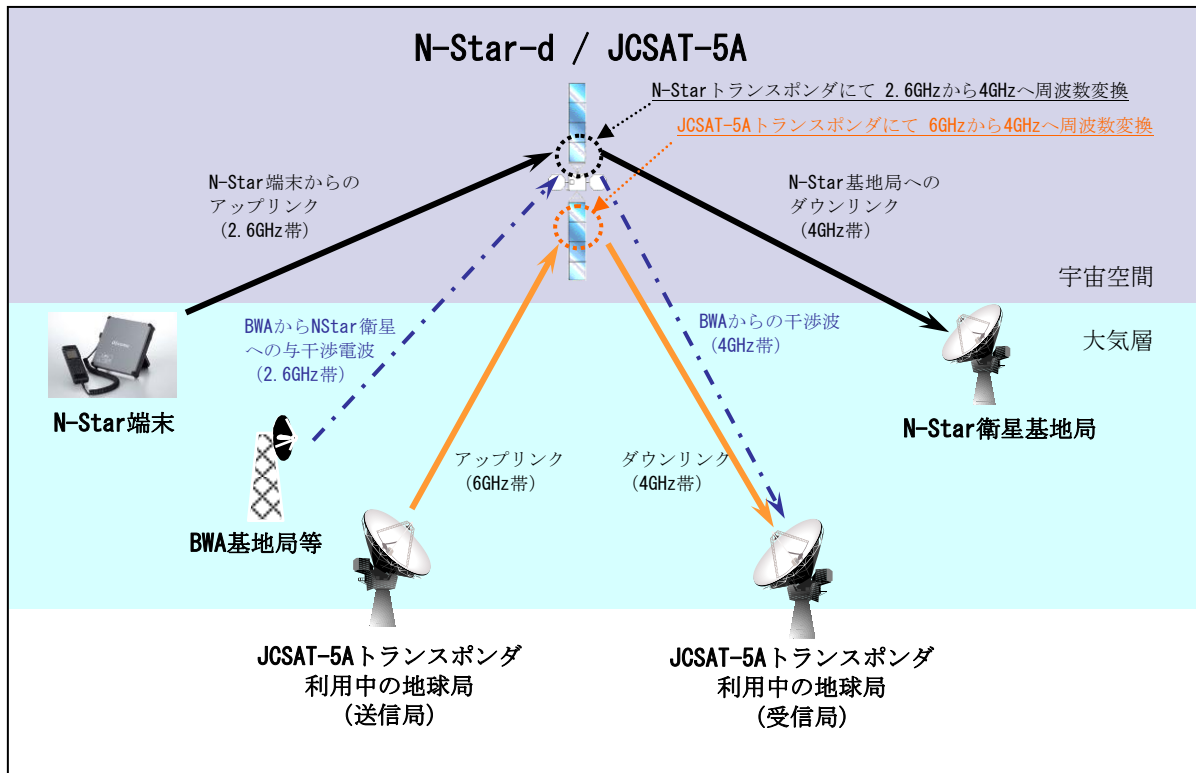 N-Star-d / JCSAT-5A
N-Starトランスポンダにて 2.6GHzから4GHzへ周波数変換
JCSAT-5Aトランスポンダにて 6GHzから4GHzへ周波数変換
N-Star端末からの
アップリンク
(2.6GHz帯)
N-Star基地局への
ダウンリンク
(4GHz帯)
宇宙空間
大気層
BWAからNStar衛星
への与干渉電波
(2.6GHz帯)
BWAからの干渉波
(4GHz帯)
N-Star端末
N-Star衛星基地局
アップリンク
(6GHz帯)
ダウンリンク
(4GHz帯)
BWA基地局等
JCSAT-5Aトランスポンダ
利用中の地球局
(送信局)
JCSAT-5Aトランスポンダ
利用中の地球局
(受信局)